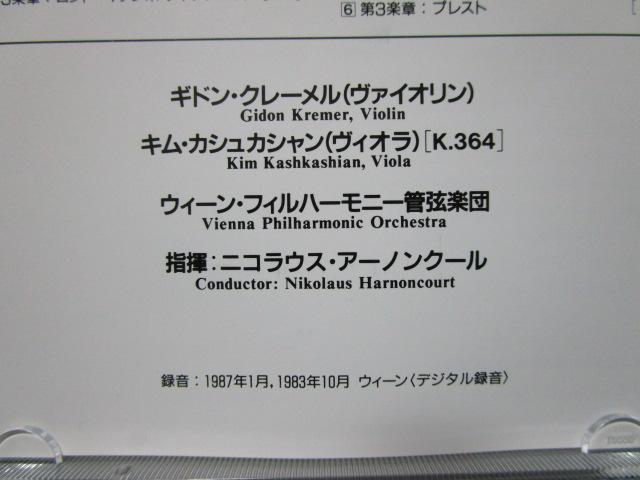 6 第3楽章：プレスト
ギドン・クレーメル(ヴァイオリン)
Gidon Kremer, Violin
キム・カシュカシャン(ヴィオラ)[K.364]
Kim Kashkashian, Viola
ウィーン・フィルハーモニー管弦楽団
Vienna Philharmonic Orchestra
指揮：ニコラウス・アーノンクール
Conductor: Nikolaus Harnoncourt
録音：1987年1月, 1983年10月 ウィーン〈デジタル録音〉